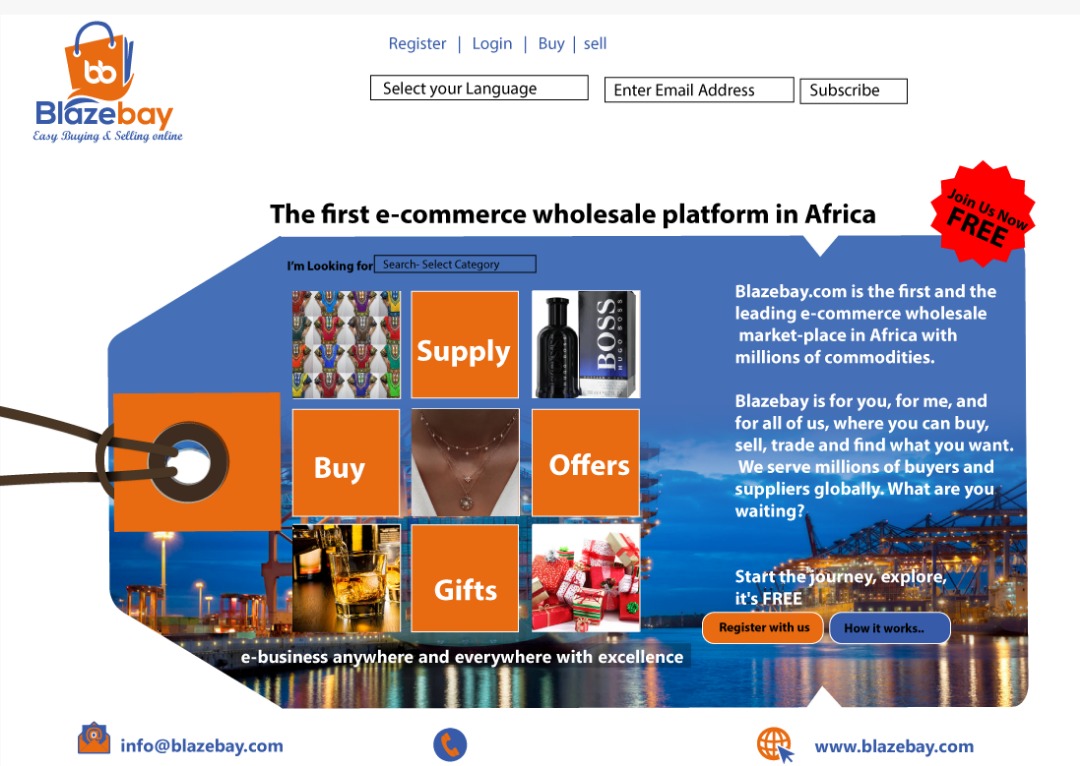 Register | Login | Buy | sell
bb
Blazebay
Easy Buying & Selling online
Select your Language
Enter Email Address
Subscribe
The first e-commerce wholesale platform in Africa
Join Us Now
FREE
I'm Looking for
Search- Select Category
Supply
BOSS
HUGO BOSS
Buy
Offers
Gifts
Blazebay.com is the first and the
leading e-commerce wholesale
market-place in Africa with
millions of commodities.
Blazebay is for you, for me, and
for all of us, where you can buy,
sell, trade and find what you want.
We serve millions of buyers and
suppliers globally. What are you
waiting?
Start the journey, explore,
it's FREE
Register with us
How it works..
e-business anywhere and everywhere with excellence
info@blazebay.com
www.blazebay.com